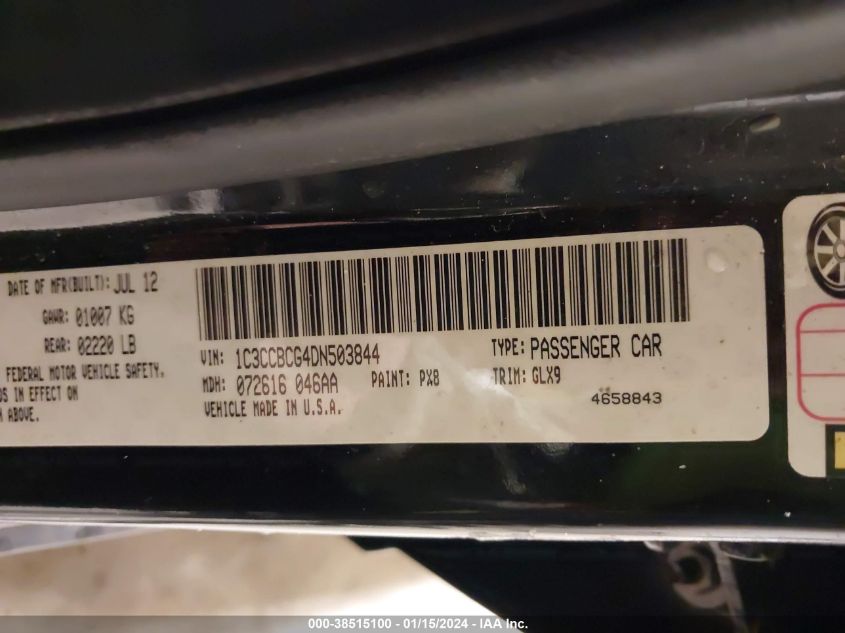 DATE OF MFR(BUILT): JUL 12
GAWR: 01007 KG
REAR: 02220 LB
FEDERAL MOTOR VEHICLE SAFETY.
DS IN EFFECT ON
ABOVE.
VIN: 1C3CCBCG4DN503844
TYPE: PASSENGER CAR
MDH: 072616 046AA
PAINT: PX8
TRIM: GLX9
VEHICLE MADE IN U.S.A.
4658843
000-38515100 - 01/15/2024 - IAA Inc.